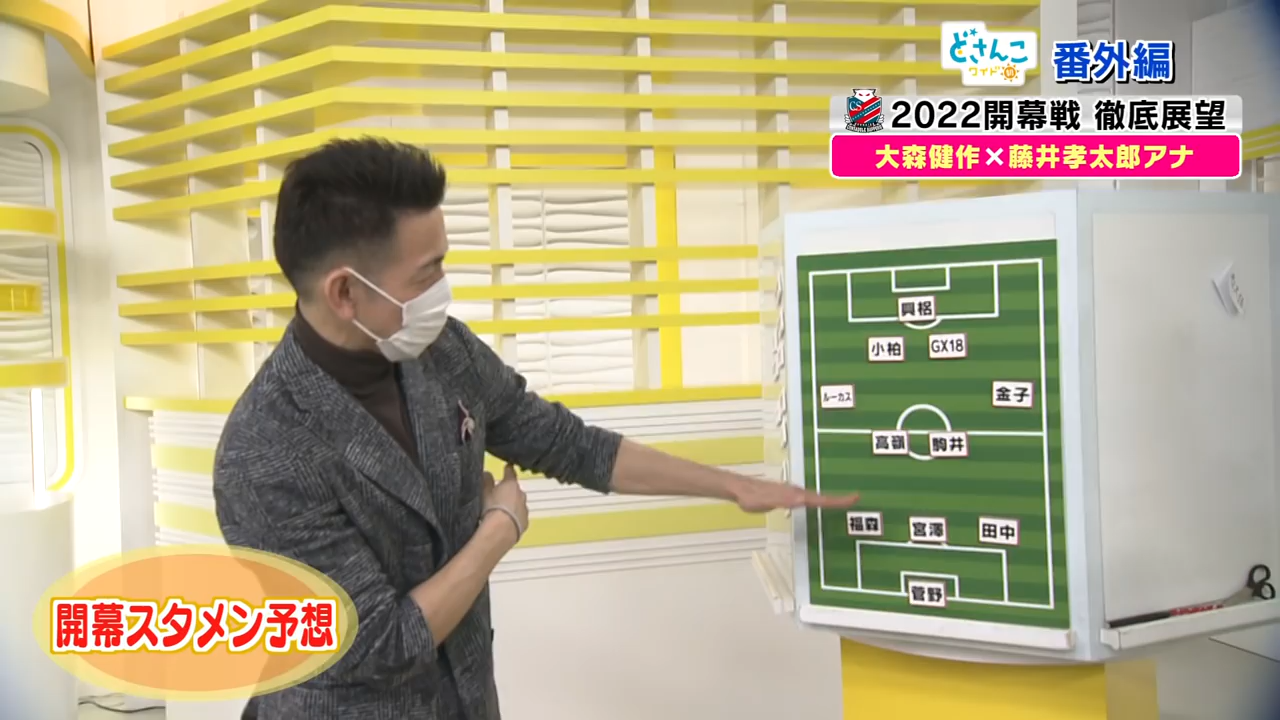 どさんこ
ワイド
番外編
2022開幕戦 徹底展望
大森健作×藤井孝太郎アナ
興梠
小柏 GX18
ルーカス 金子
高嶺 駒井
福森 宮澤 田中
菅野
開幕スタメン予想